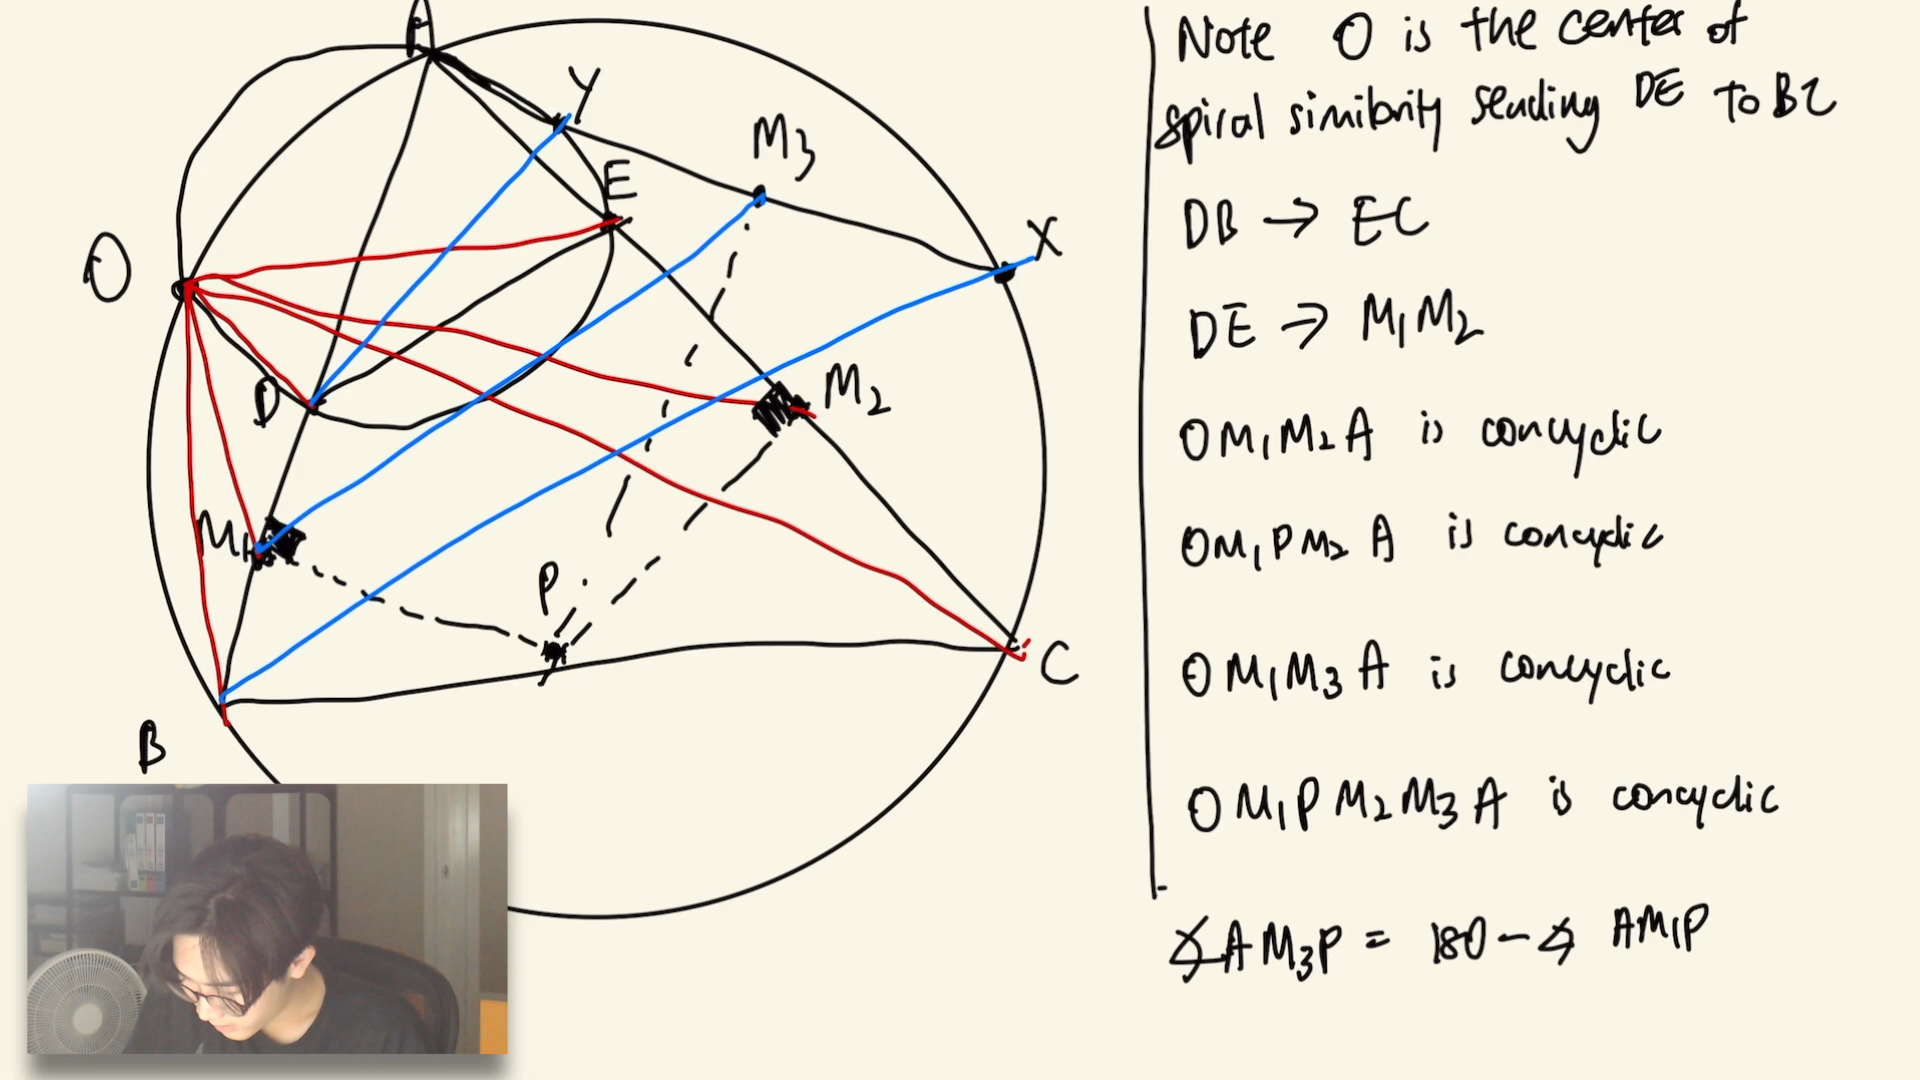 A
Y
M3
E
X
O
D
M2
M1
P
C
B
Note O is the center of
spiral similarity sending DE to BC
DB → EC
DE → M1M2
OM1M2A is concyclic
OM1PM2A is concyclic
OM1M3A is concyclic
OM1PM2M3A is concyclic
∡AM3P = 180 - ∡AM1P